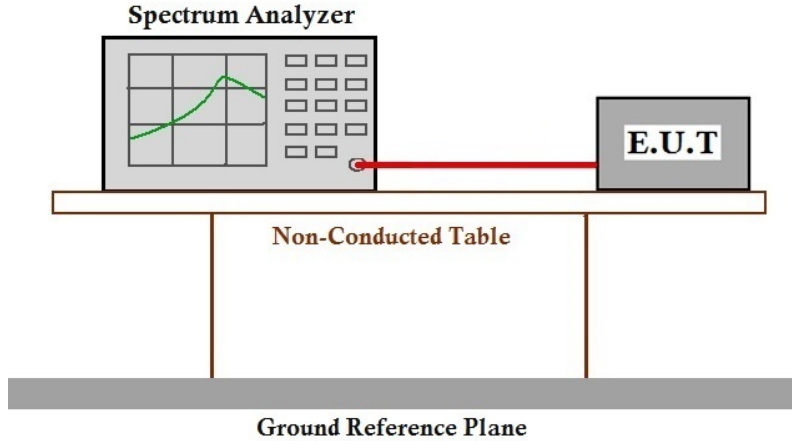 Spectrum Analyzer
E.U.T
Non-Conducted Table
Ground Reference Plane